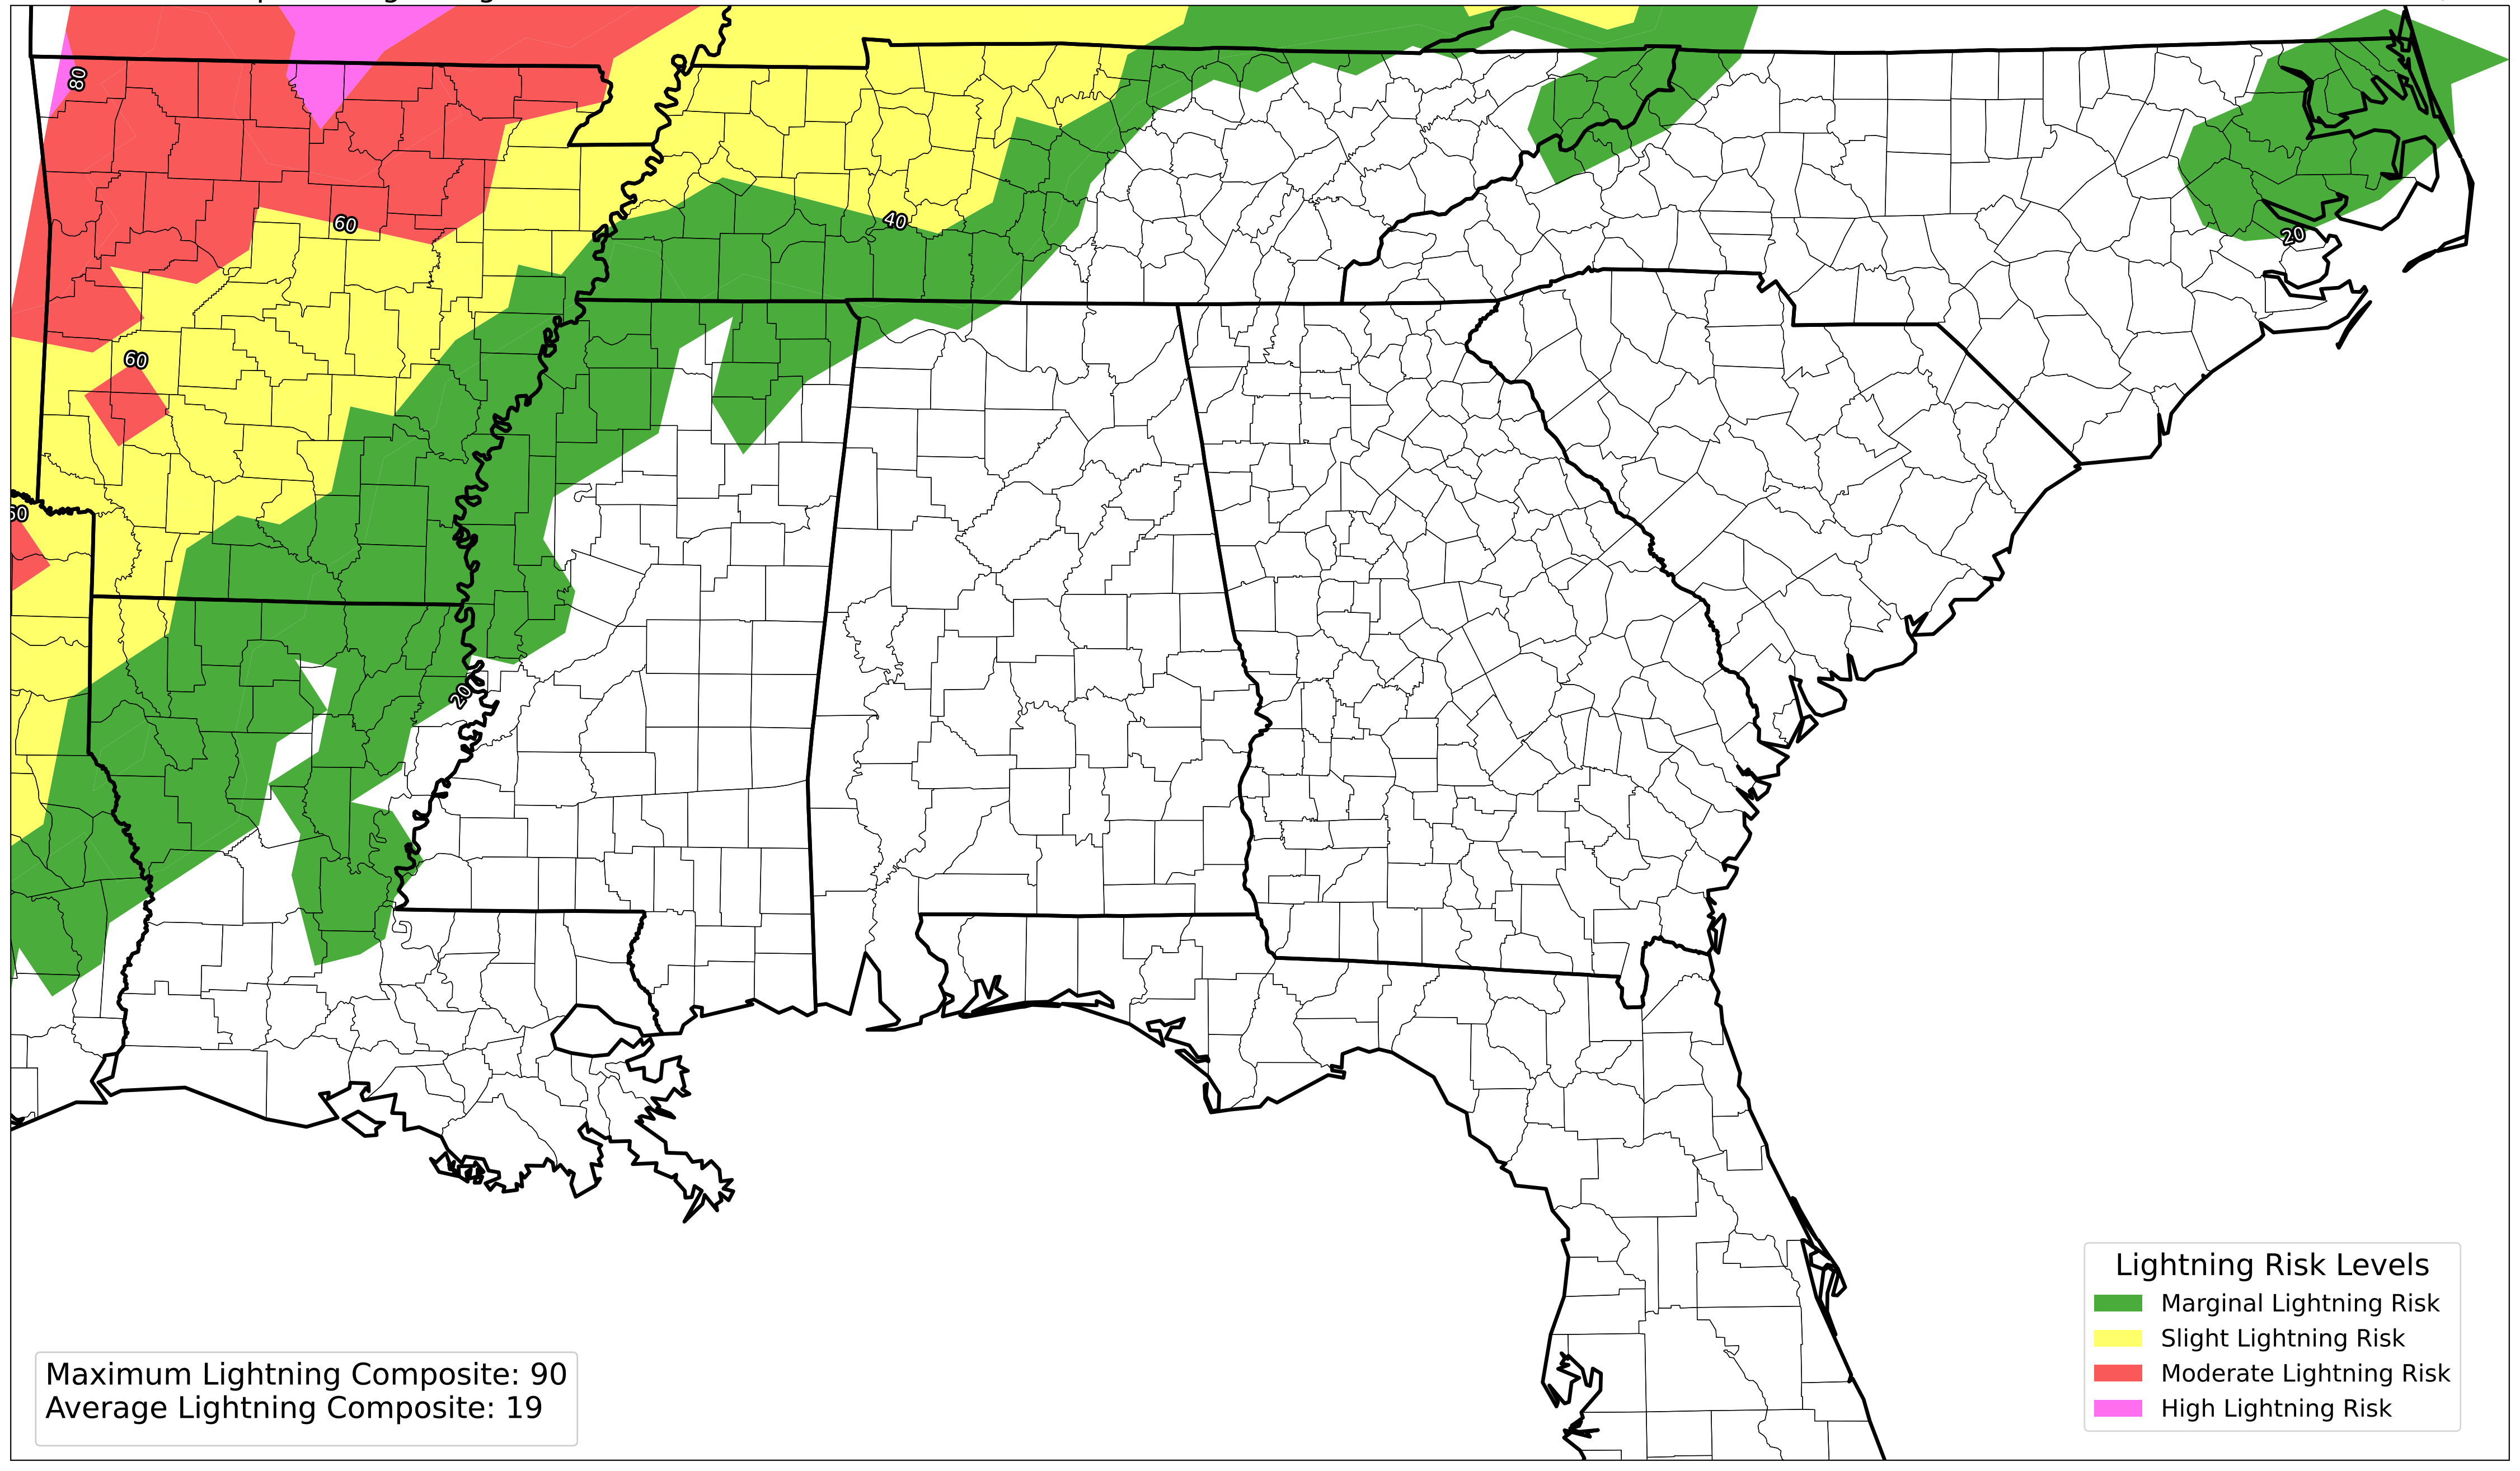 80
60
40
20
60
20
Lightning Risk Levels
Marginal Lightning Risk
Slight Lightning Risk
Moderate Lightning Risk
High Lightning Risk
Maximum Lightning Composite: 90
Average Lightning Composite: 19